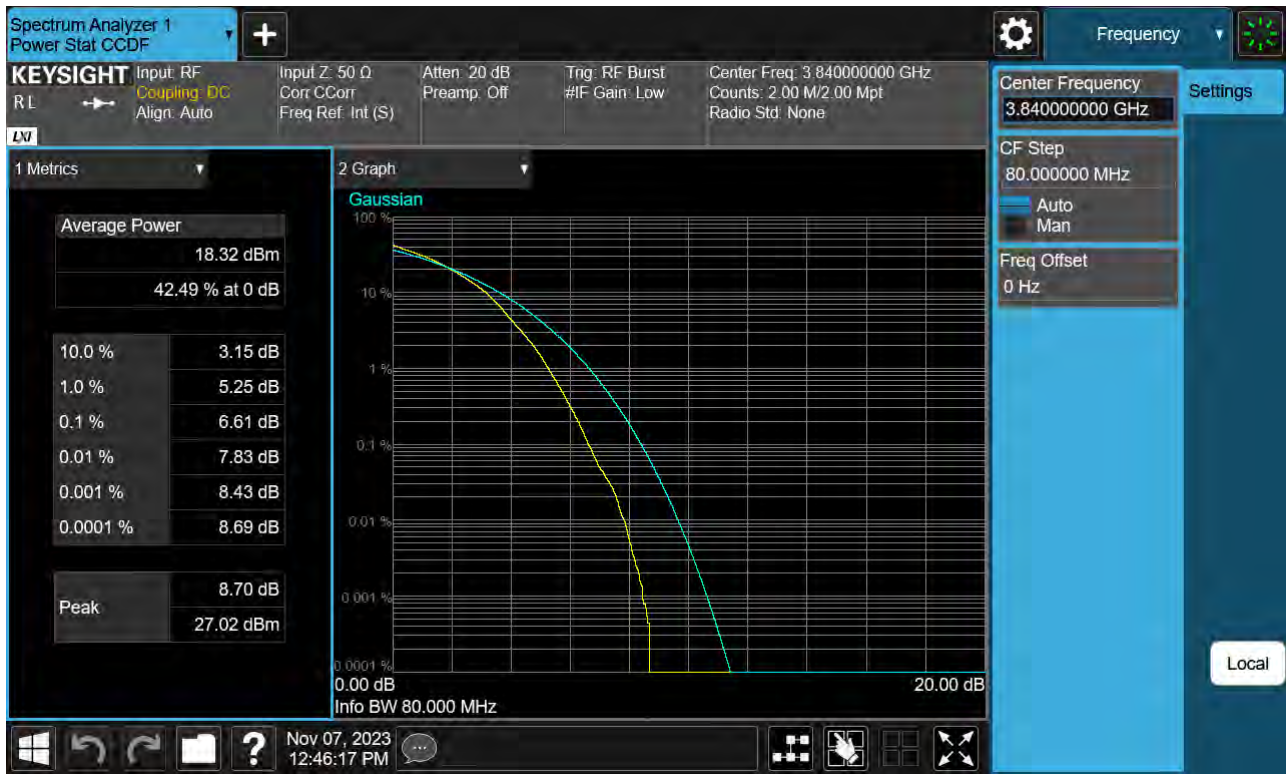 Spectrum Analyzer 1
Power Stat CCDF
Frequency
KEYSIGHT
RL
LXI
Input: RF
Coupling: DC
Align: Auto
Input Z: 50 Ω
Corr CCorr
Freq Ref: Int (S)
Atten: 20 dB
Preamp: Off
Trig: RF Burst
#IF Gain: Low
Center Freq: 3.840000000 GHz
Counts: 2.00 M/2.00 Mpt
Radio Std: None
Center Frequency
3.840000000 GHz
Settings
CF Step
80.000000 MHz
Auto
Man
Freq Offset
0 Hz
1 Metrics
Average Power
18.32 dBm
42.49 % at 0 dB
10.0 % 3.15 dB
1.0 % 5.25 dB
0.1 % 6.61 dB
0.01 % 7.83 dB
0.001 % 8.43 dB
0.0001 % 8.69 dB
Peak
8.70 dB
27.02 dBm
2 Graph
Gaussian
100 %
10 %
1 %
0.1 %
0.01 %
0.001 %
0.0001 %
0.00 dB 20.00 dB
Info BW 80.000 MHz
Local
?
Nov 07, 2023
12:46:17 PM